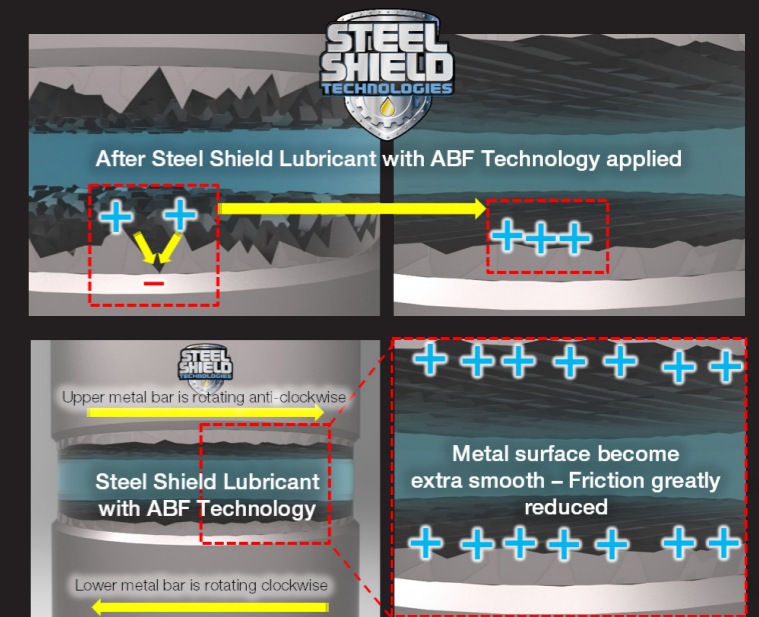 STEEL
SHIELD
TECHNOLOGIES
After Steel Shield Lubricant with ABF Technology applied
+ +
−
+++
STEEL
SHIELD
TECHNOLOGIES
Upper metal bar is rotating anti-clockwise
Steel Shield Lubricant
with ABF Technology
Lower metal bar is rotating clockwise
+ + + + + + +
Metal surface become
extra smooth – Friction greatly
reduced
+ + + + + + +